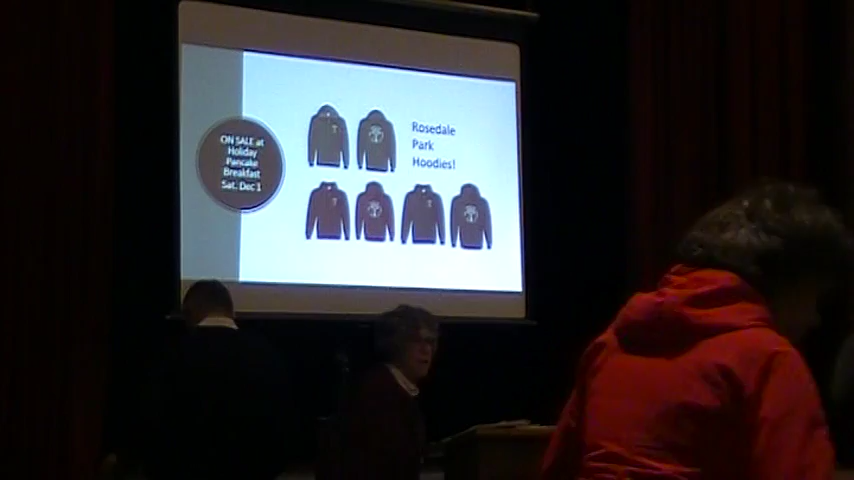 ON SALE at
Holiday
Pancake
Breakfast
Sat. Dec 1
Rosedale
Park
Hoodies!